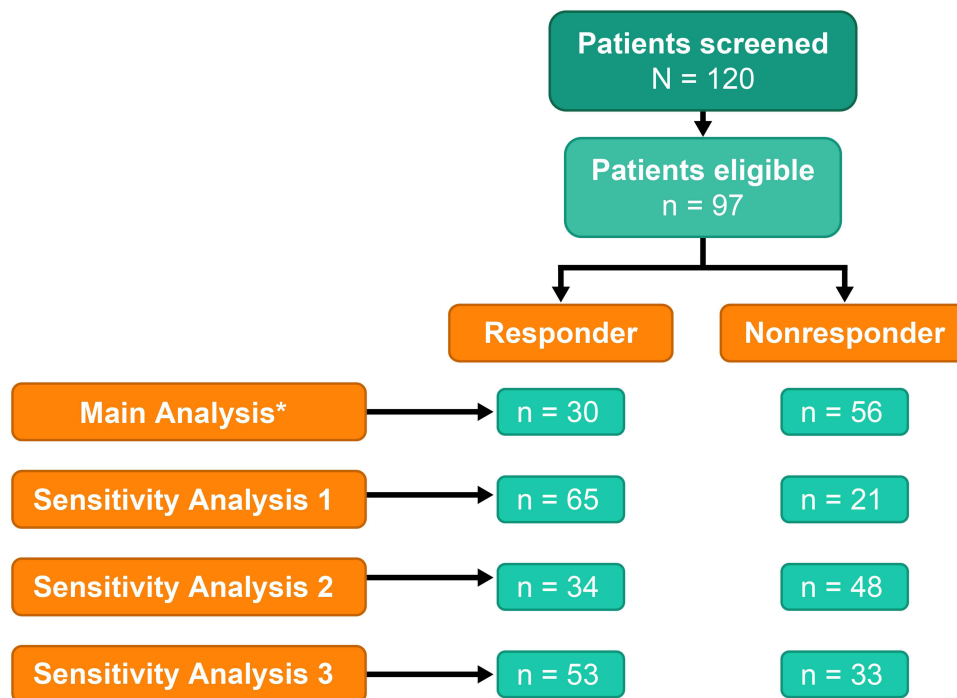 Patients screened
N = 120
Patients eligible
n = 97
Responder
Nonresponder
Main Analysis*
n = 30
n = 56
Sensitivity Analysis 1
n = 65
n = 21
Sensitivity Analysis 2
n = 34
n = 48
Sensitivity Analysis 3
n = 53
n = 33